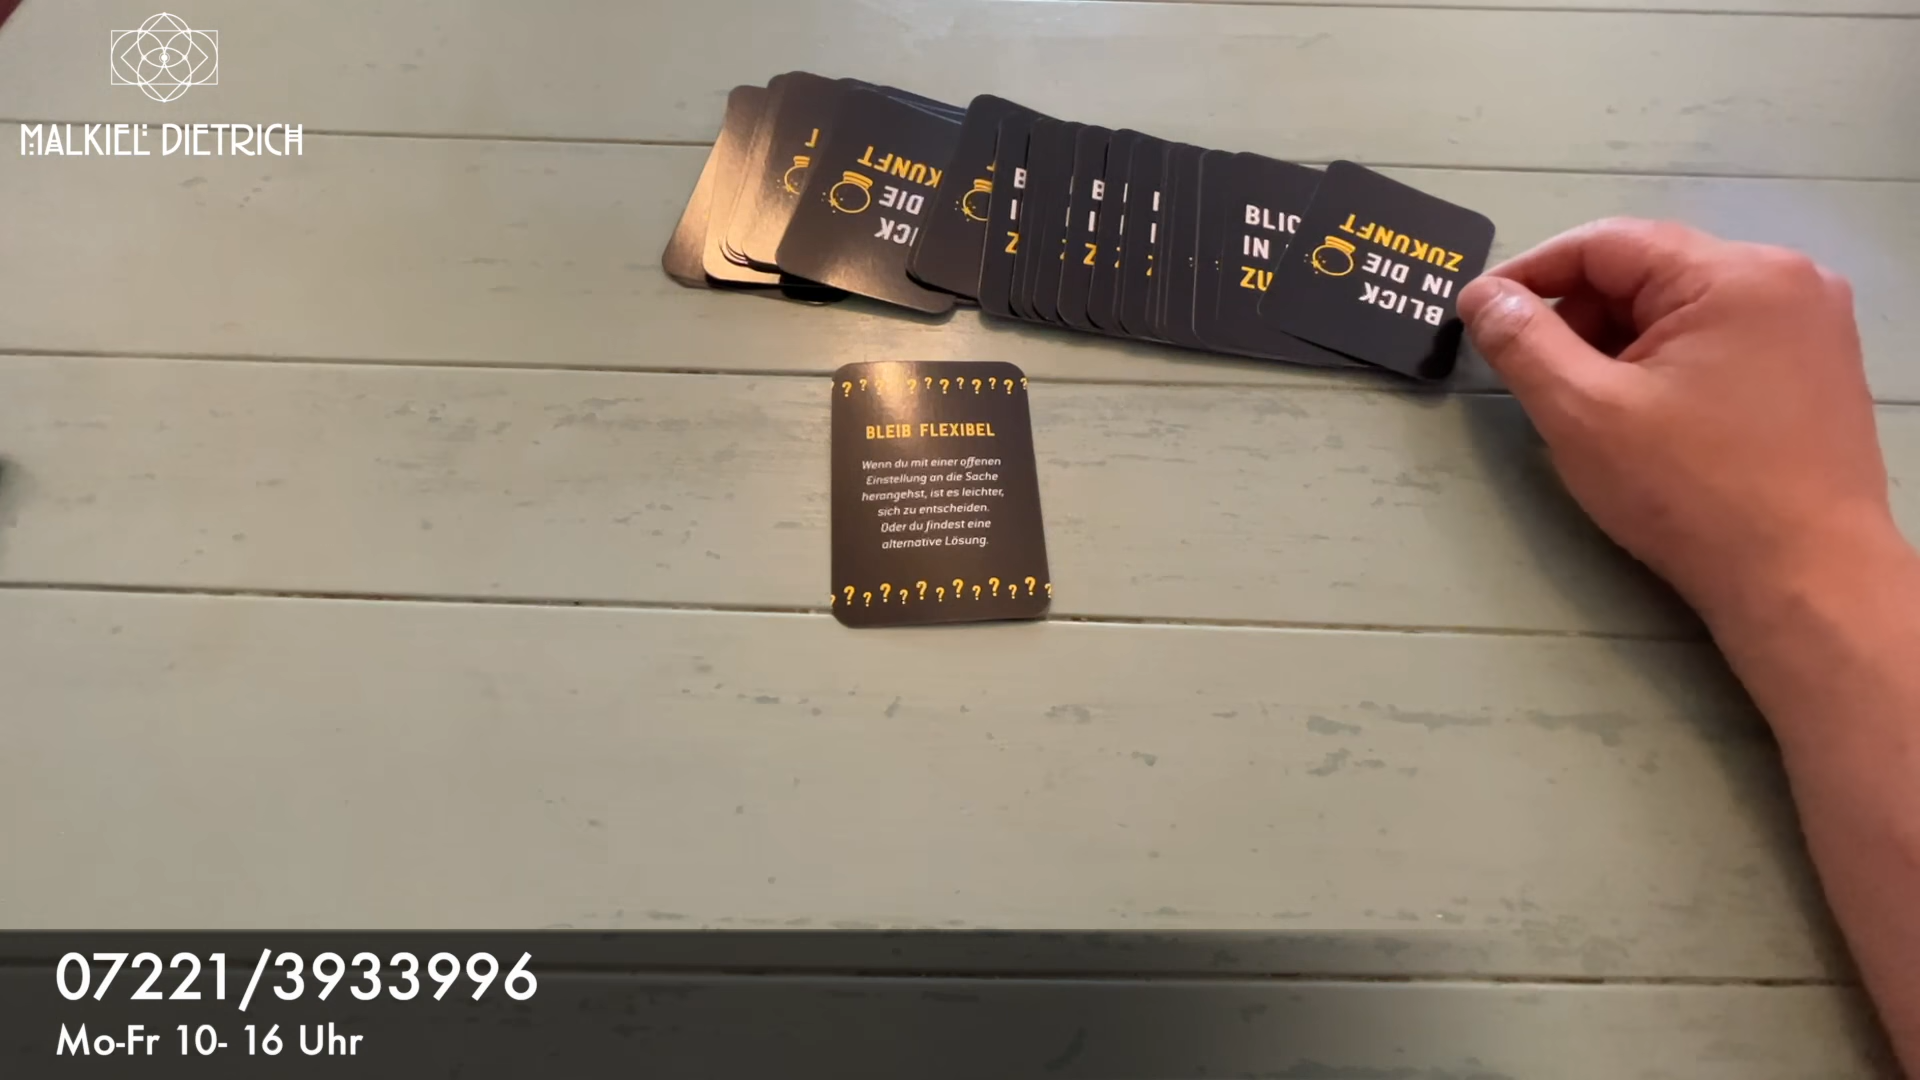 MALKIEL DIETRICH
BLICK
IN DIE
ZUKUNFT
BLEIB FLEXIBEL
Wenn du mit einer offenen
Einstellung an die Sache
herangehst, ist es leichter,
sich zu entscheiden.
Oder du findest eine
alternative Lösung.
07221/3933996
Mo-Fr 10- 16 Uhr